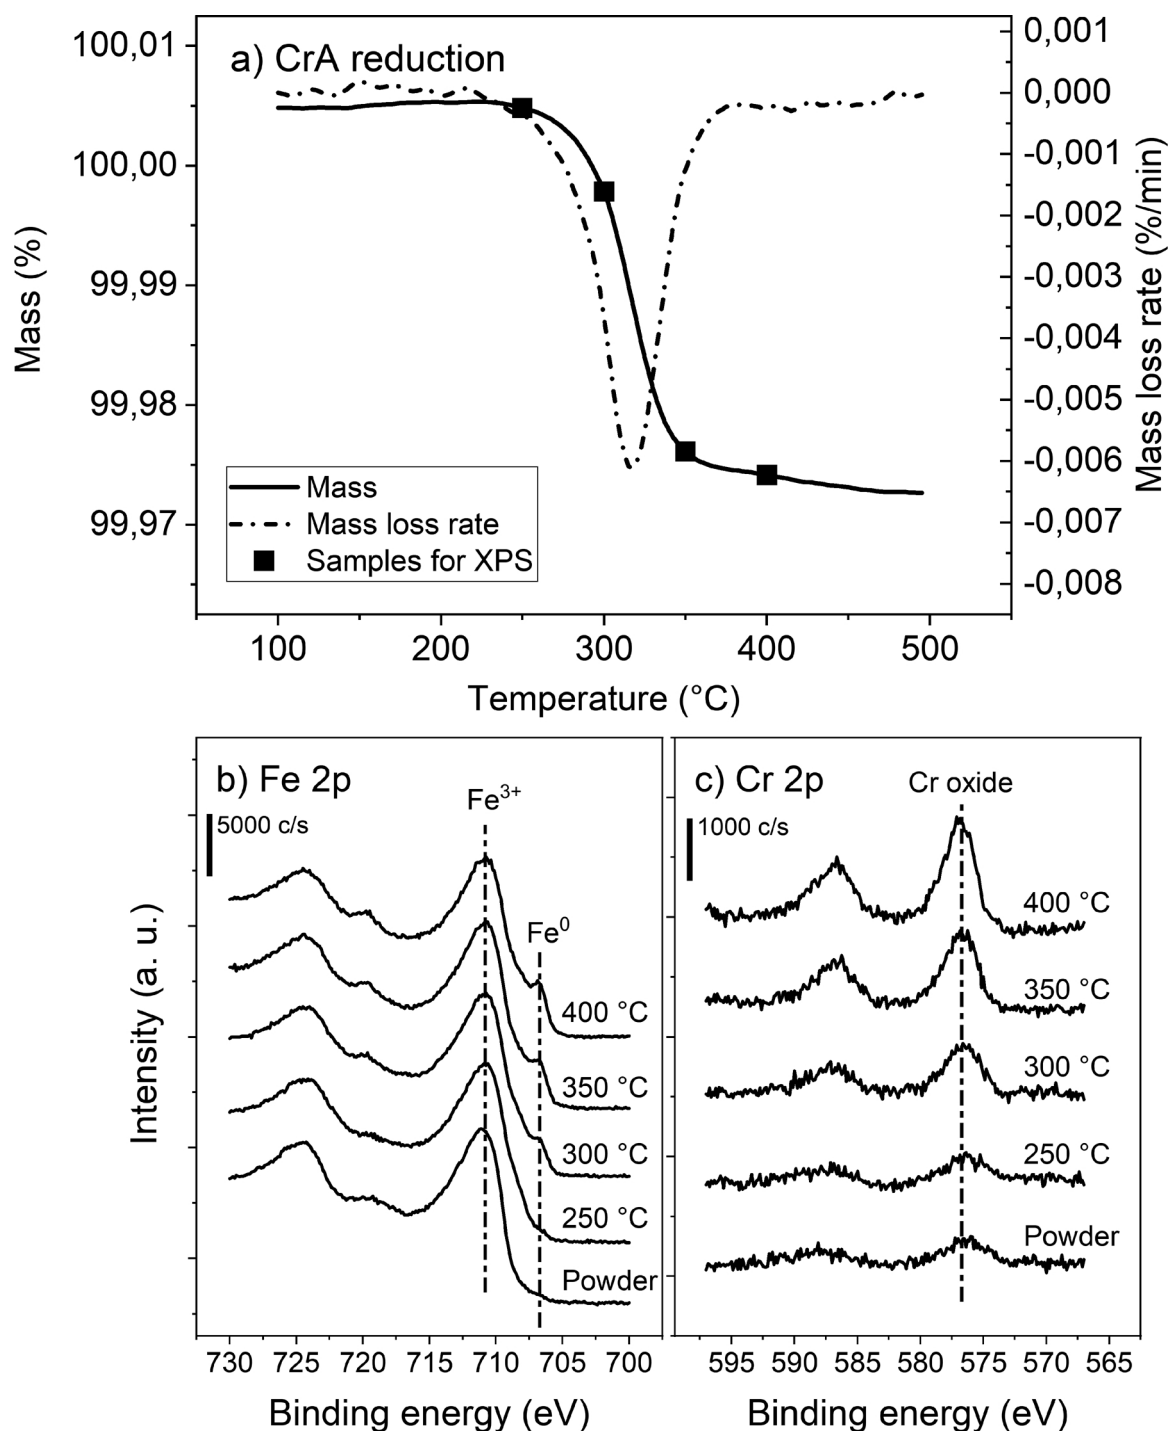 a) CrA reduction
100,01
100,00
99,99
99,98
99,97
Mass (%)
0,001
0,000
-0,001
-0,002
-0,003
-0,004
-0,005
-0,006
-0,007
-0,008
Mass loss rate (%/min)
Mass
Mass loss rate
Samples for XPS
100 200 300 400 500
Temperature (°C)
b) Fe 2p
5000 c/s
Fe³⁺
Fe⁰
400 °C
350 °C
300 °C
250 °C
Powder
Intensity (a. u.)
730 725 720 715 710 705 700
Binding energy (eV)
c) Cr 2p
Cr oxide
1000 c/s
400 °C
350 °C
300 °C
250 °C
Powder
595 590 585 580 575 570 565
Binding energy (eV)